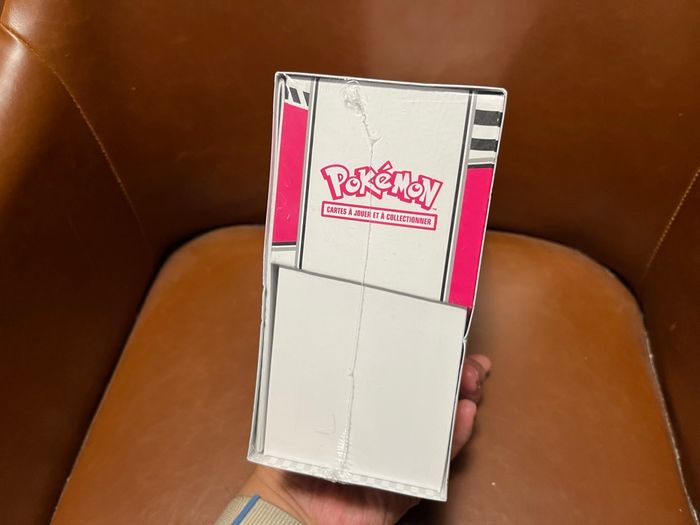 POKéMON
CARTES À JOUER ET À COLLECTIONNER